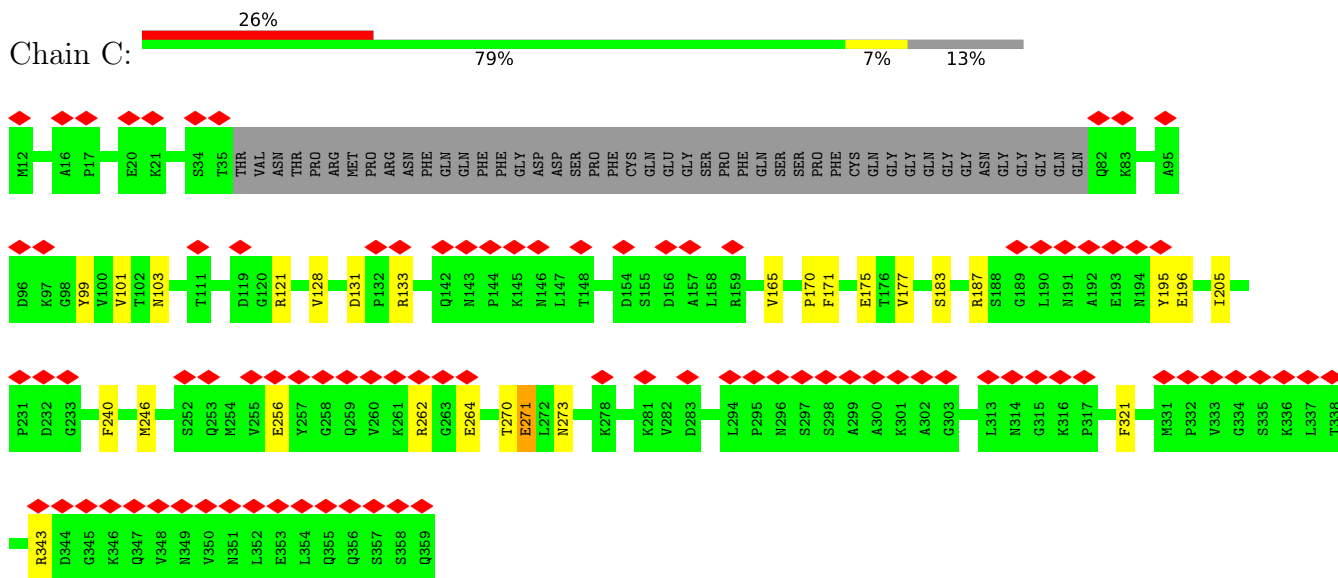 Chain C:
26%
79%
7%
13%
M12 A16 P17 E20 K21 S34 T35 THR VAL ASN THR PRO ARG MET PRO ARG ASN PHE GLN GLN PHE PHE GLY ASP ASP SER PRO PHE CYS GLN GLU GLY SER PRO PHE GLN SER SER PRO PHE CYS GLN GLY GLY GLN GLY GLY ASN GLY GLY GLY GLN GLN Q82 K83 A95
D96 K97 G98 Y99 V100 V101 T102 N103 T111 D119 G120 R121 V128 D131 P132 R133 Q142 N143 P144 K145 N146 L147 T148 D154 S155 D156 A157 L158 R159 V165 P170 F171 E175 T176 V177 S183 R187 S188 G189 L190 N191 A192 E193 N194 Y195 E196 I205
P231 D232 G233 F240 M246 S252 Q253 M254 V255 E256 Y257 G258 Q259 V260 K261 R262 G263 E264 T270 E271 L272 N273 K278 K281 V282 D283 L294 P295 N296 S297 S298 A299 A300 K301 A302 G303 L313 N314 G315 K316 P317 F321 M331 P332 V333 G334 S335 K336 L337 T338
R343 D344 G345 K346 Q347 V348 N349 V350 N351 L352 E353 L354 Q355 Q356 S357 S358 Q359